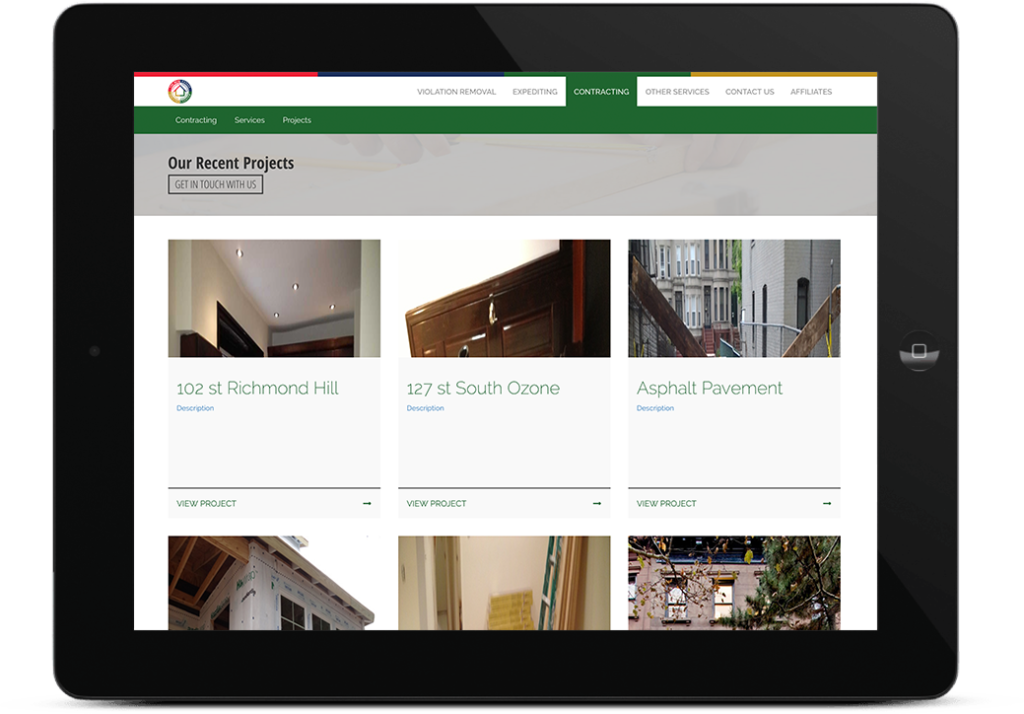 VIOLATION REMOVAL EXPEDITING CONTRACTING OTHER SERVICES CONTACT US AFFILIATES
Contracting Services Projects
Our Recent Projects
GET IN TOUCH WITH US
102 st Richmond Hill
Description
VIEW PROJECT
127 st South Ozone
Description
VIEW PROJECT
Asphalt Pavement
Description
VIEW PROJECT